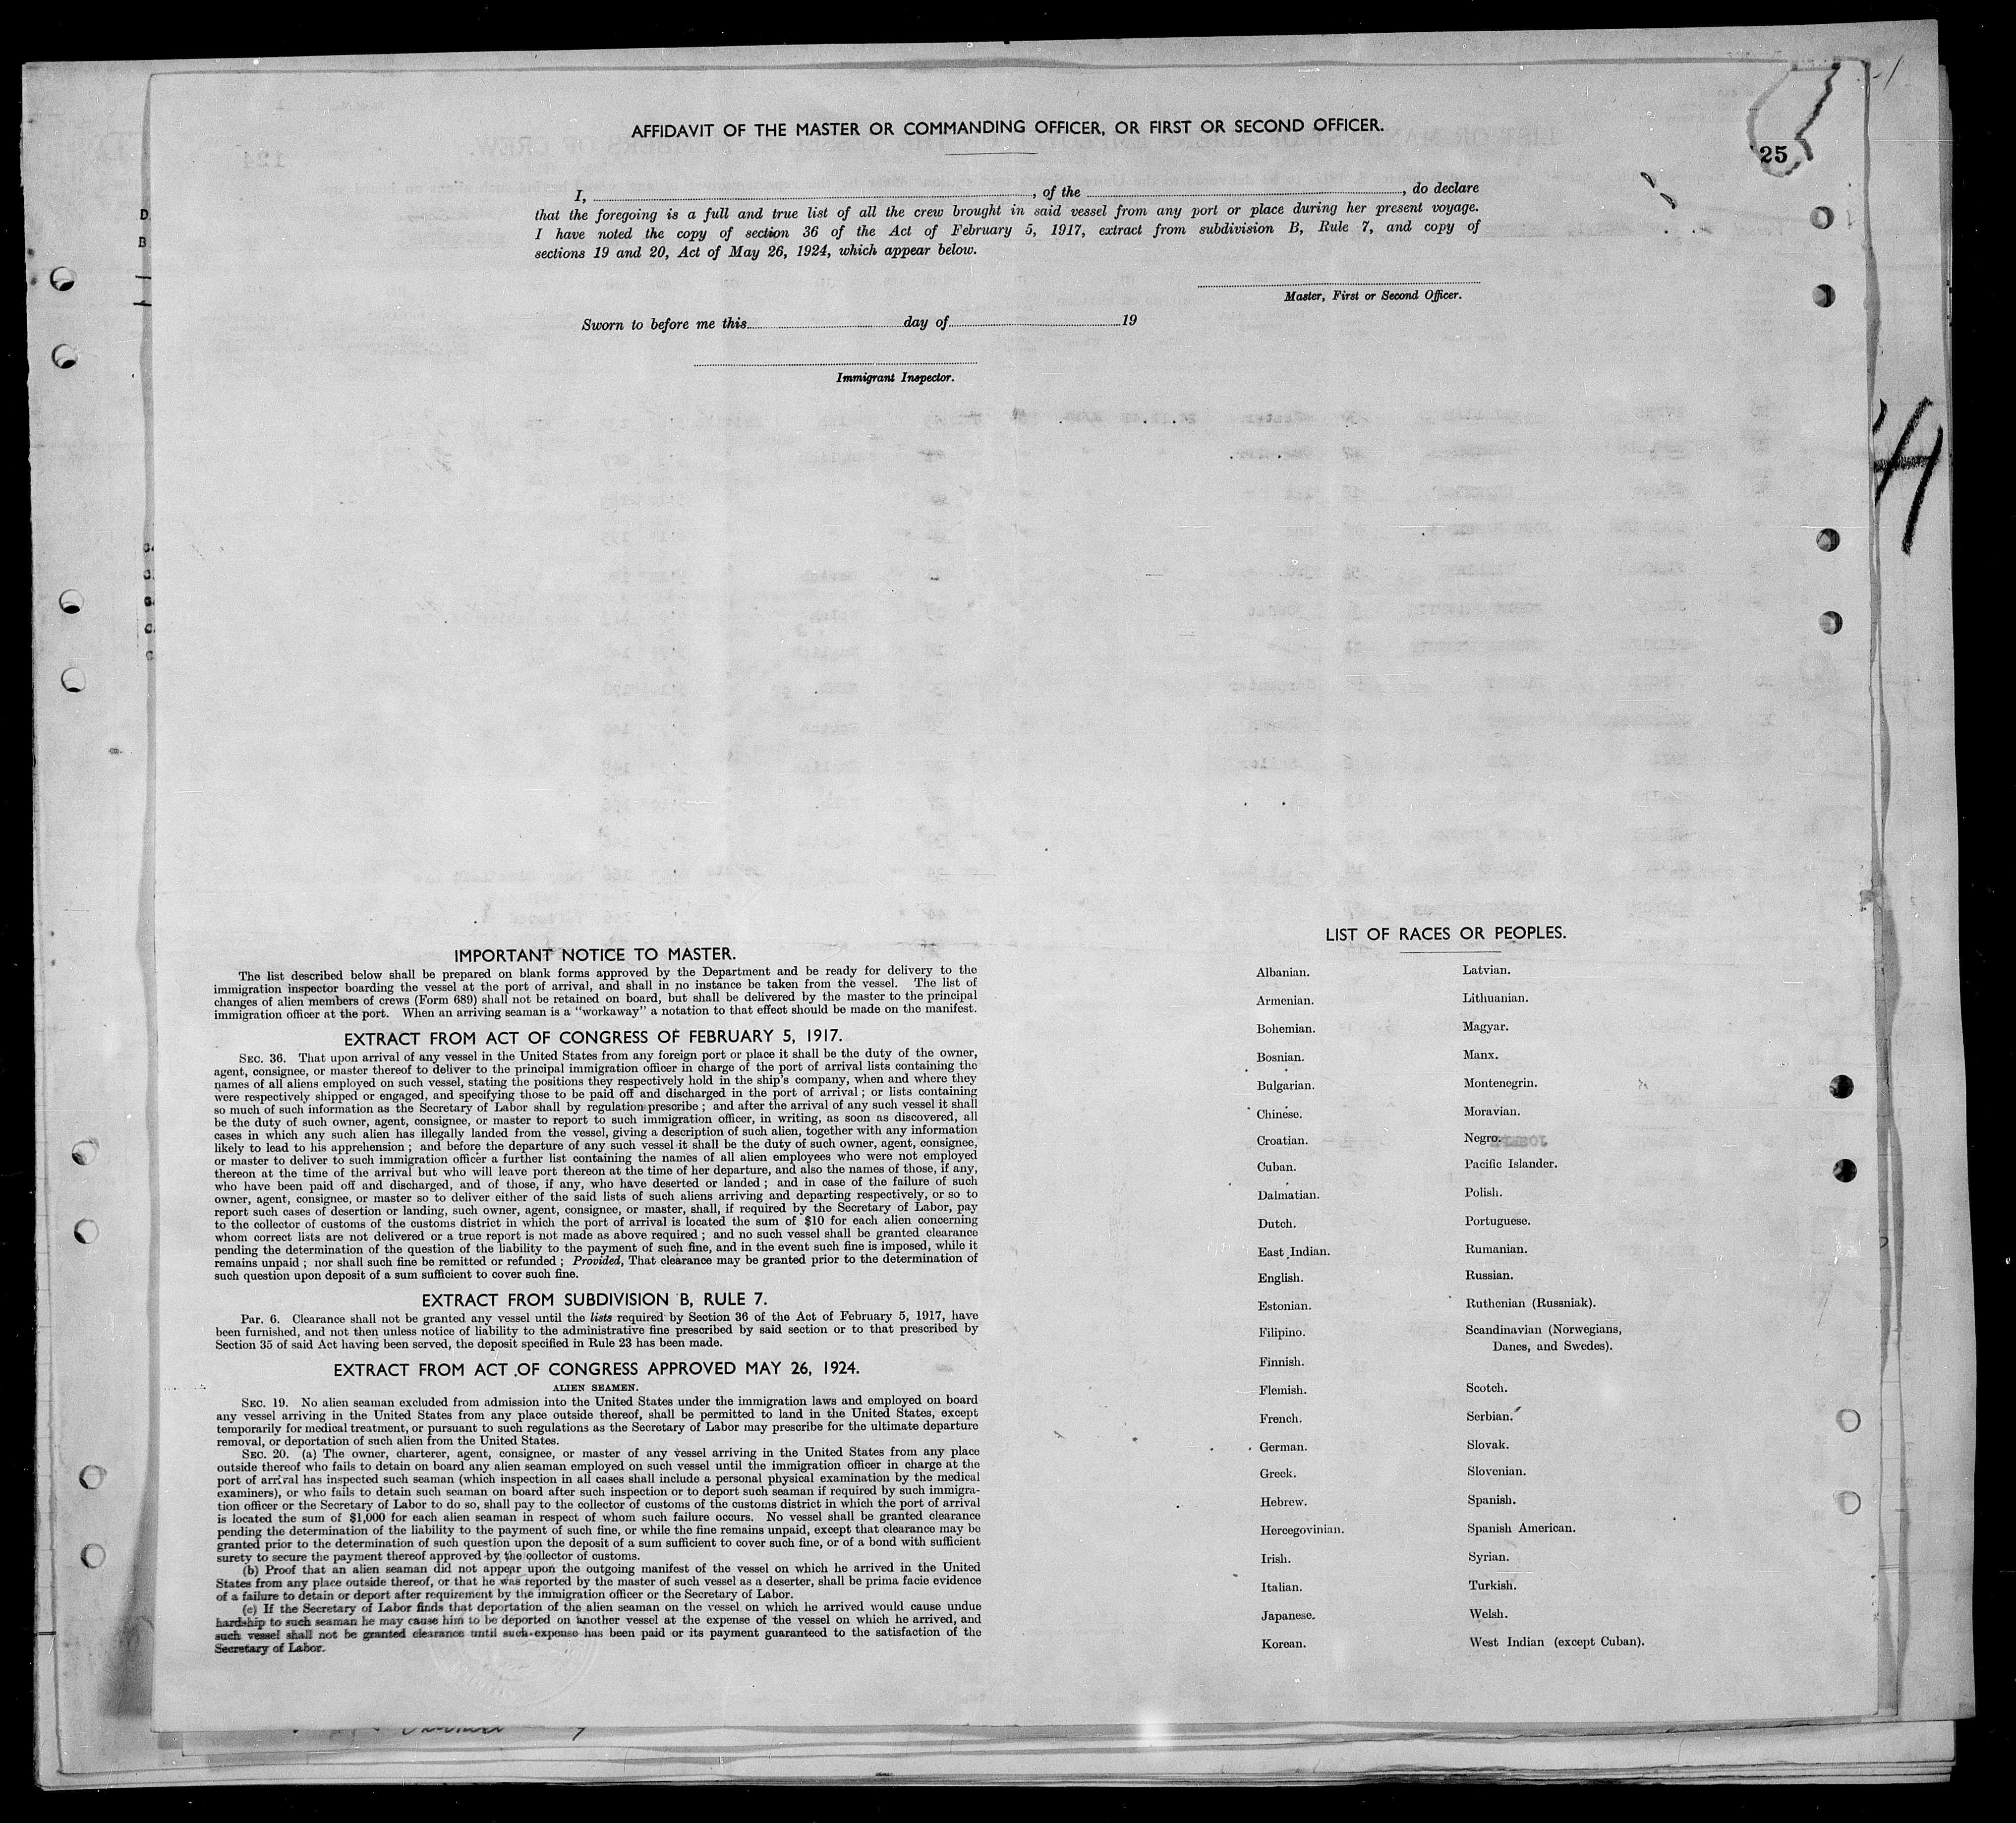 AFFIDAVIT OF THE MASTER OR COMMANDING OFFICER, OR FIRST OR SECOND OFFICER.
25
I, , of the , do declare
that the foregoing is a full and true list of all the crew brought in said vessel from any port or place during her present voyage.
I have noted the copy of section 36 of the Act of February 5, 1917, extract from subdivision B, Rule 7, and copy of
sections 19 and 20, Act of May 26, 1924, which appear below.
Master, First or Second Officer.
Sworn to before me this day of 19
Immigrant Inspector.
IMPORTANT NOTICE TO MASTER.
The list described below shall be prepared on blank forms approved by the Department and be ready for delivery to the
immigration inspector boarding the vessel at the port of arrival, and shall in no instance be taken from the vessel. The list of
changes of alien members of crews (Form 689) shall not be retained on board, but shall be delivered by the master to the principal
immigration officer at the port. When an arriving seaman is a "workaway" a notation to that effect should be made on the manifest.
EXTRACT FROM ACT OF CONGRESS OF FEBRUARY 5, 1917.
SEC. 36. That upon arrival of any vessel in the United States from any foreign port or place it shall be the duty of the owner,
agent, consignee, or master thereof to deliver to the principal immigration officer in charge of the port of arrival lists containing the
names of all aliens employed on such vessel, stating the positions they respectively hold in the ship's company, when and where they
were respectively shipped or engaged, and specifying those to be paid off and discharged in the port of arrival ; or lists containing
so much of such information as the Secretary of Labor shall by regulation prescribe ; and after the arrival of any such vessel it shall
be the duty of such owner, agent, consignee, or master to report to such immigration officer, in writing, as soon as discovered, all
cases in which any such alien has illegally landed from the vessel, giving a description of such alien, together with any information
likely to lead to his apprehension ; and before the departure of any such vessel it shall be the duty of such owner, agent, consignee,
or master to deliver to such immigration officer a further list containing the names of all alien employees who were not employed
thereon at the time of the arrival but who will leave port thereon at the time of her departure, and also the names of those, if any,
who have been paid off and discharged, and of those, if any, who have deserted or landed ; and in case of the failure of such
owner, agent, consignee, or master so to deliver either of the said lists of such aliens arriving and departing respectively, or so to
report such cases of desertion or landing, such owner, agent, consignee, or master, shall, if required by the Secretary of Labor, pay
to the collector of customs of the customs district in which the port of arrival is located the sum of $10 for each alien concerning
whom correct lists are not delivered or a true report is not made as above required ; and no such vessel shall be granted clearance
pending the determination of the question of the liability to the payment of such fine, and in the event such fine is imposed, while it
remains unpaid ; nor shall such fine be remitted or refunded ; Provided, That clearance may be granted prior to the determination of
such question upon deposit of a sum sufficient to cover such fine.
EXTRACT FROM SUBDIVISION B, RULE 7.
Par. 6. Clearance shall not be granted any vessel until the lists required by Section 36 of the Act of February 5, 1917, have
been furnished, and not then unless notice of liability to the administrative fine prescribed by said section or to that prescribed by
Section 35 of said Act having been served, the deposit specified in Rule 23 has been made.
EXTRACT FROM ACT OF CONGRESS APPROVED MAY 26, 1924.
ALIEN SEAMEN.
SEC. 19. No alien seaman excluded from admission into the United States under the immigration laws and employed on board
any vessel arriving in the United States from any place outside thereof, shall be permitted to land in the United States, except
temporarily for medical treatment, or pursuant to such regulations as the Secretary of Labor may prescribe for the ultimate departure
removal, or deportation of such alien from the United States.
SEC. 20. (a) The owner, charterer, agent, consignee, or master of any vessel arriving in the United States from any place
outside thereof who fails to detain on board any alien seaman employed on such vessel until the immigration officer in charge at the
port of arrival has inspected such seaman (which inspection in all cases shall include a personal physical examination by the medical
examiners), or who fails to detain such seaman on board after such inspection or to deport such seaman if required by such immigra-
tion officer or the Secretary of Labor to do so, shall pay to the collector of customs of the customs district in which the port of arrival
is located the sum of $1,000 for each alien seaman in respect of whom such failure occurs. No vessel shall be granted clearance
pending the determination of the liability to the payment of such fine, or while the fine remains unpaid, except that clearance may be
granted prior to the determination of such question upon the deposit of a sum sufficient to cover such fine, or of a bond with sufficient
surety to secure the payment thereof approved by the collector of customs.
(b) Proof that an alien seaman did not appear upon the outgoing manifest of the vessel on which he arrived in the United
States from any place outside thereof, or that he was reported by the master of such vessel as a deserter, shall be prima facie evidence
of a failure to detain or deport after requirement by the immigration officer or the Secretary of Labor.
(c) If the Secretary of Labor finds that deportation of the alien seaman on the vessel on which he arrived would cause undue
hardship to such seaman he may cause him to be deported on another vessel at the expense of the vessel on which he arrived, and
such vessel shall not be granted clearance until such expense has been paid or its payment guaranteed to the satisfaction of the
Secretary of Labor.
LIST OF RACES OR PEOPLES.
Albanian.
Armenian.
Bohemian.
Bosnian.
Bulgarian.
Chinese.
Croatian.
Cuban.
Dalmatian.
Dutch.
East Indian.
English.
Estonian.
Filipino.
Finnish.
Flemish.
French.
German.
Greek.
Hebrew.
Hercegovinian.
Irish.
Italian.
Japanese.
Korean.
Latvian.
Lithuanian.
Magyar.
Manx.
Montenegrin.
Moravian.
Negro.
Pacific Islander.
Polish.
Portuguese.
Rumanian.
Russian.
Ruthenian (Russniak).
Scandinavian (Norwegians,
Danes, and Swedes).
Scotch.
Serbian.
Slovak.
Slovenian.
Spanish.
Spanish American.
Syrian.
Turkish.
Welsh.
West Indian (except Cuban).